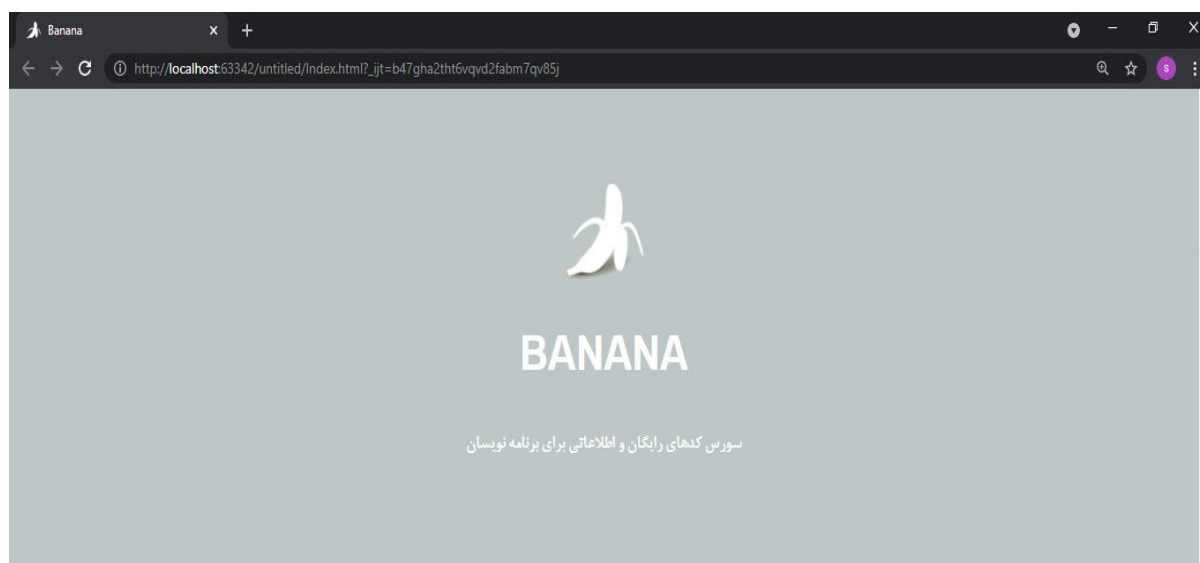 Banana
http://localhost:63342/untitled/Index.html?_ijt=b47gha2tht6vqvd2fabm7qv85j
S
BANANA
سورس کدهای رایگان و اطلاعاتی برای برنامه نویسان